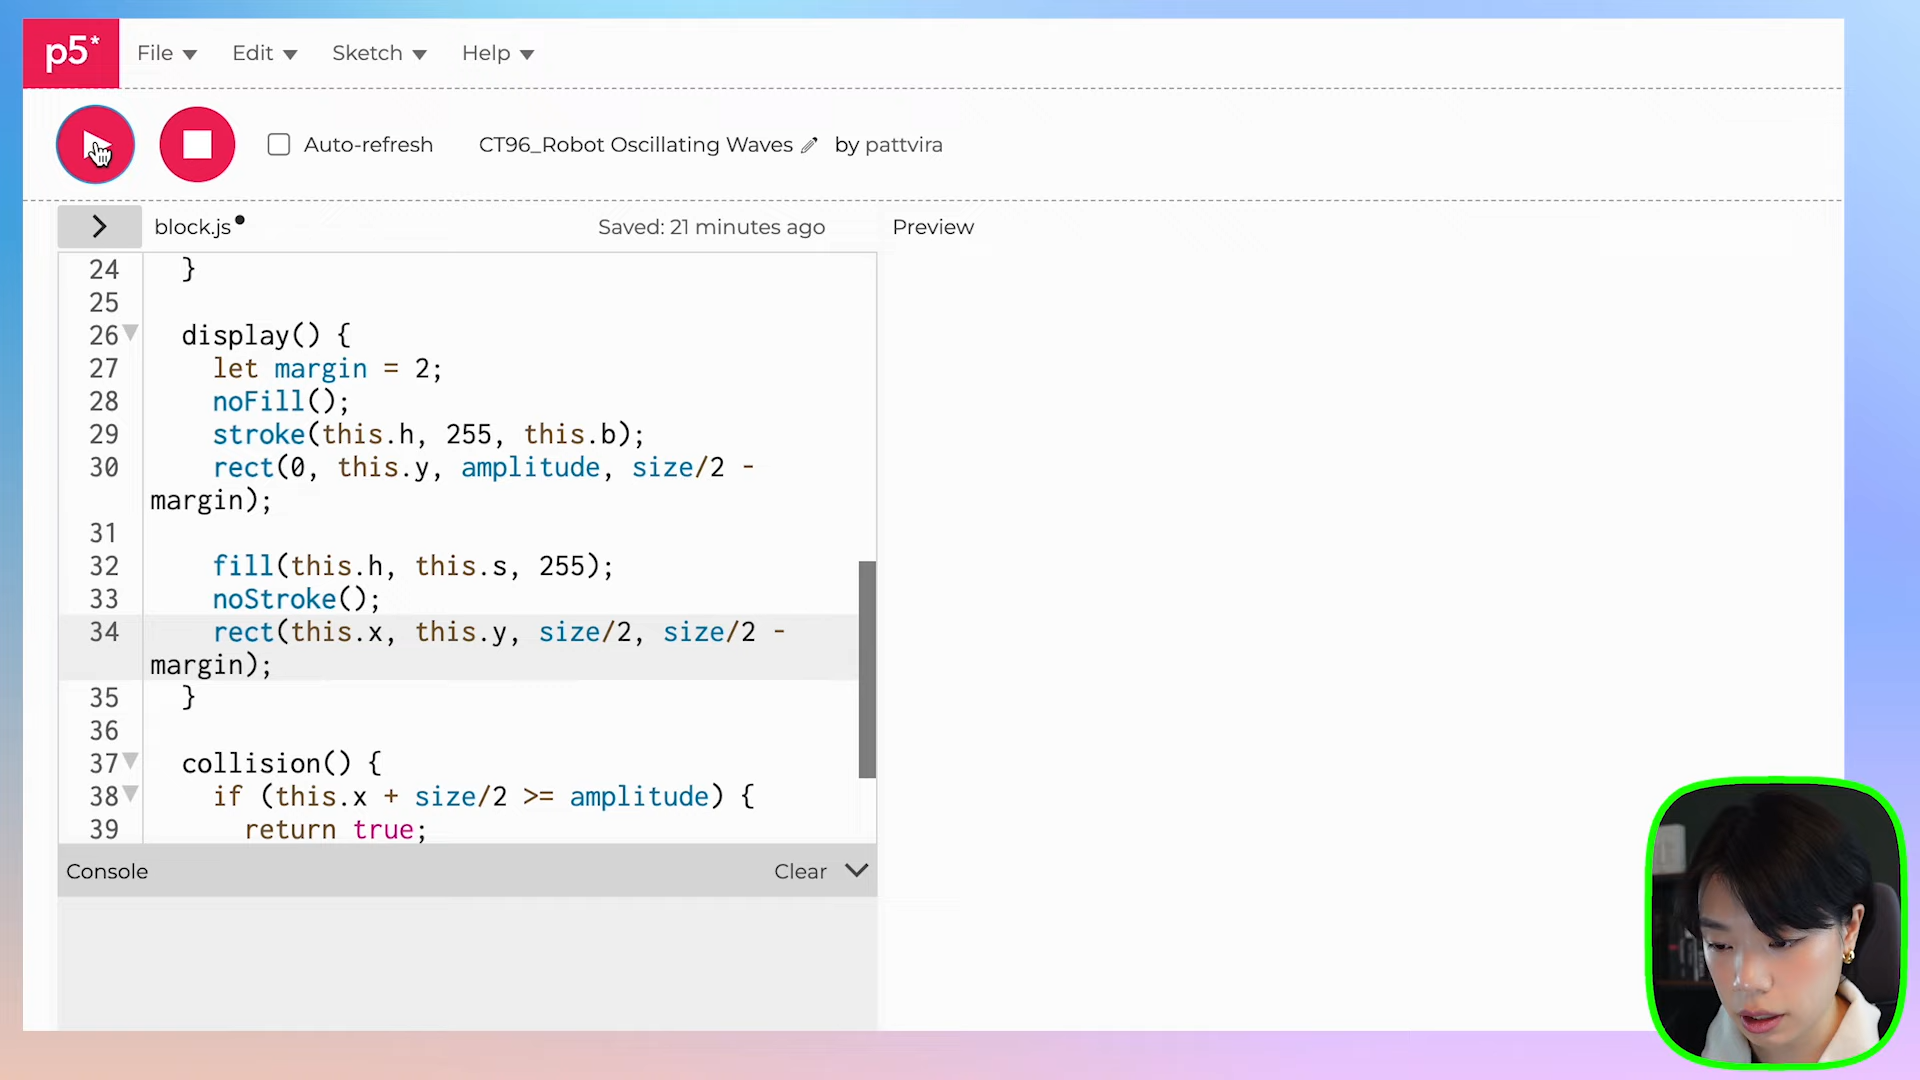 p5* File Edit Sketch Help
Auto-refresh CT96_Robot Oscillating Waves by pattvira
block.js Saved: 21 minutes ago Preview
24 }
25
26 display() {
27 let margin = 2;
28 noFill();
29 stroke(this.h, 255, this.b);
30 rect(0, this.y, amplitude, size/2 -
margin);
31
32 fill(this.h, this.s, 255);
33 noStroke();
34 rect(this.x, this.y, size/2, size/2 -
margin);
35 }
36
37 collision() {
38 if (this.x + size/2 >= amplitude) {
39 return true;
Console Clear